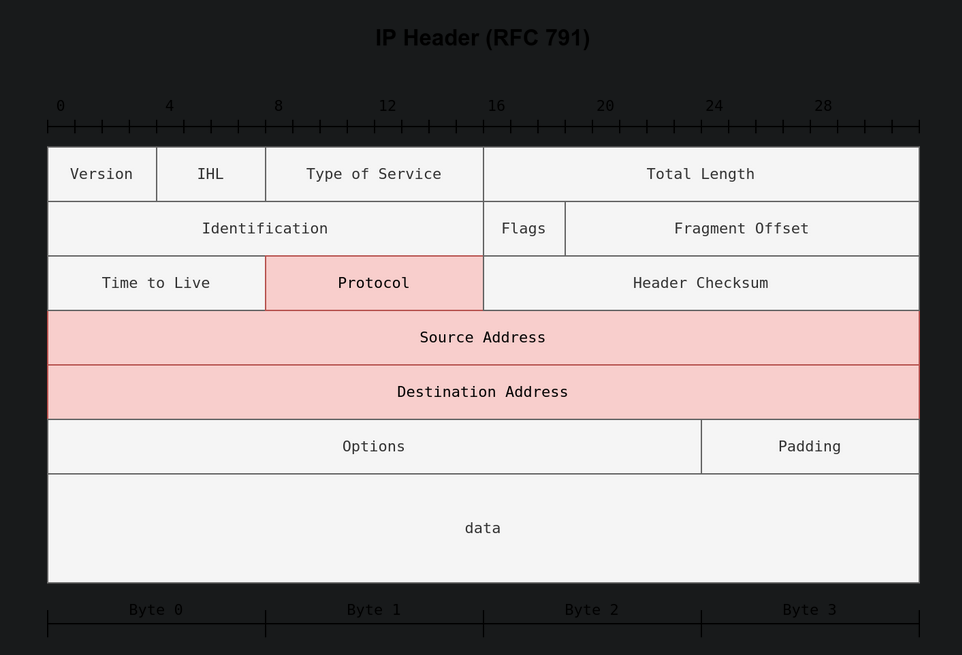 IP Header (RFC 791)
0 4 8 12 16 20 24 28
Version IHL Type of Service Total Length
Identification Flags Fragment Offset
Time to Live Protocol Header Checksum
Source Address
Destination Address
Options Padding
data
Byte 0 Byte 1 Byte 2 Byte 3